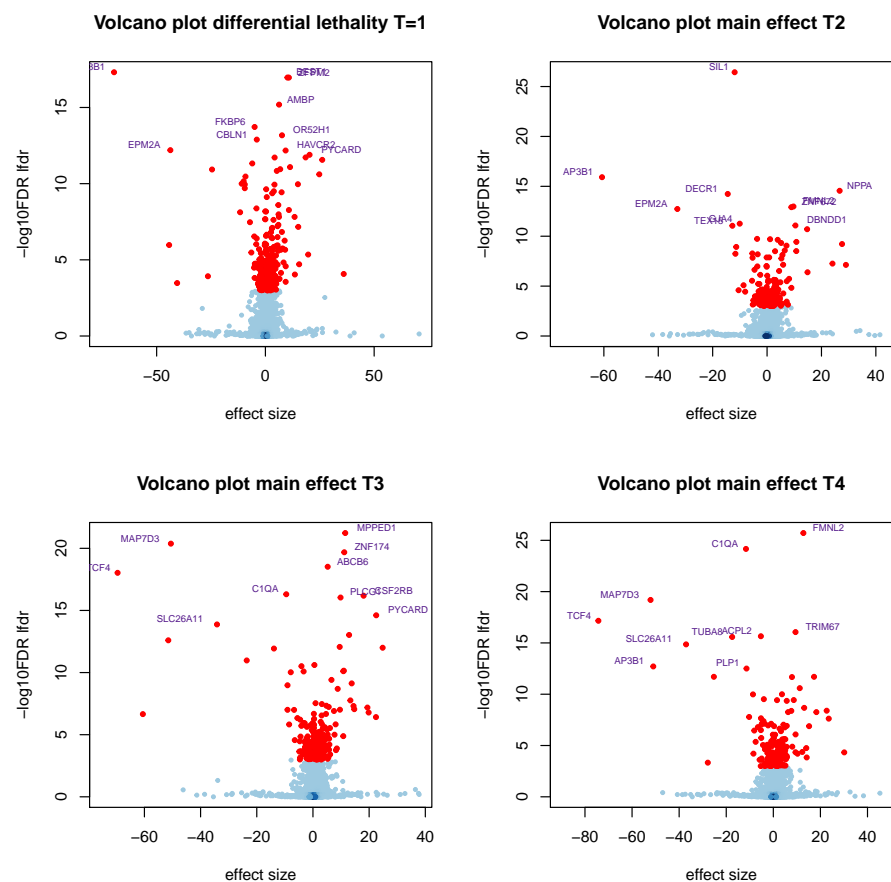 Volcano plot differential lethality T=1
Volcano plot main effect T2
3B1
AMBP
FKBP6
OR52H1
CBLN1
HAVCR2
EPM2A
PYCARD
−log10FDR lfdr
0
5
10
15
−50
0
50
effect size
SIL1
AP3B1
DECR1
NPPA
EPM2A
FMNL2
ZNF672
TEX15
CJA4
DBNDD1
−log10FDR lfdr
0
5
10
15
20
25
−60
−40
−20
0
20
40
effect size
Volcano plot main effect T3
Volcano plot main effect T4
MPPED1
MAP7D3
ZNF174
TCF4
ABCB6
C1QA
PLCG1
CSF2RB
PYCARD
SLC26A11
−log10FDR lfdr
0
5
10
15
20
−60
−40
−20
0
20
40
effect size
FMNL2
C1QA
MAP7D3
TCF4
TUBA8
ACPL2
TRIM67
SLC26A11
AP3B1
PLP1
−log10FDR lfdr
0
5
10
15
20
25
−80
−60
−40
−20
0
20
40
effect size